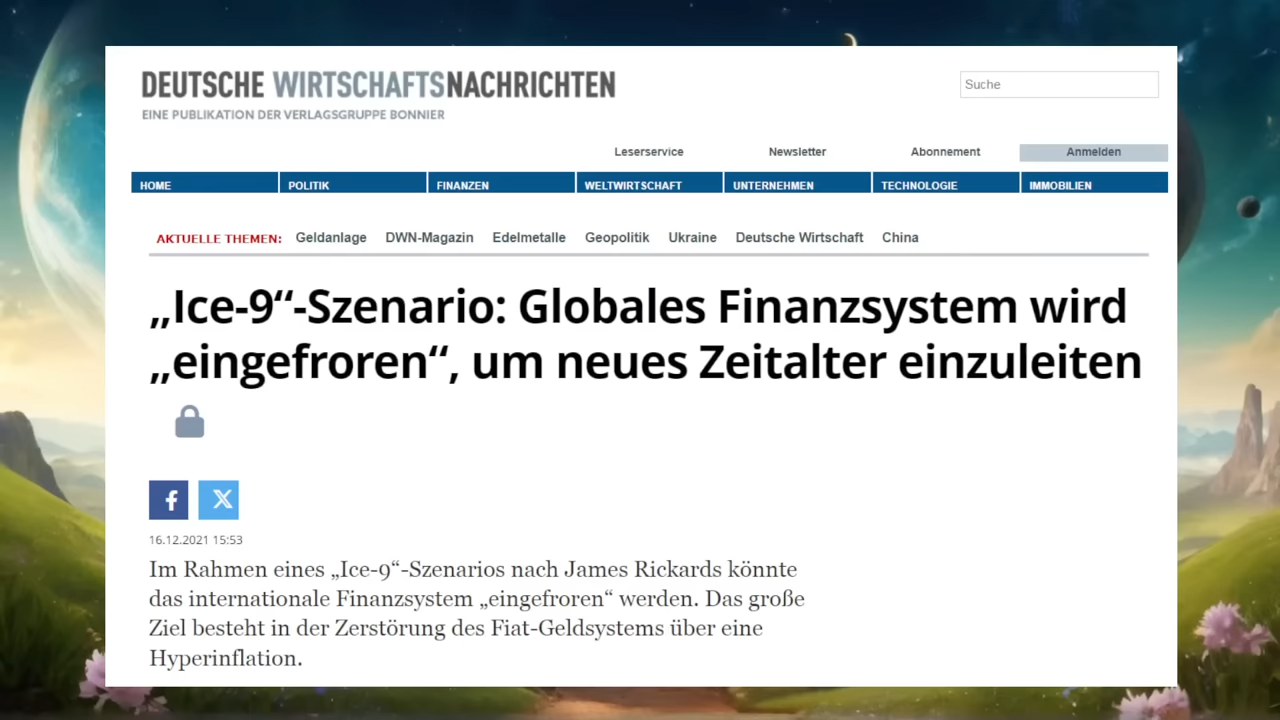 DEUTSCHE WIRTSCHAFTSNACHRICHTEN
EINE PUBLIKATION DER VERLAGSGRUPPE BONNIER
Suche
Leserservice Newsletter Abonnement Anmelden
HOME POLITIK FINANZEN WELTWIRTSCHAFT UNTERNEHMEN TECHNOLOGIE IMMOBILIEN
AKTUELLE THEMEN: Geldanlage DWN-Magazin Edelmetalle Geopolitik Ukraine Deutsche Wirtschaft China
„Ice-9“-Szenario: Globales Finanzsystem wird
„eingefroren“, um neues Zeitalter einzuleiten
16.12.2021 15:53
Im Rahmen eines „Ice-9“-Szenarios nach James Rickards könnte
das internationale Finanzsystem „eingefroren“ werden. Das große
Ziel besteht in der Zerstörung des Fiat-Geldsystems über eine
Hyperinflation.